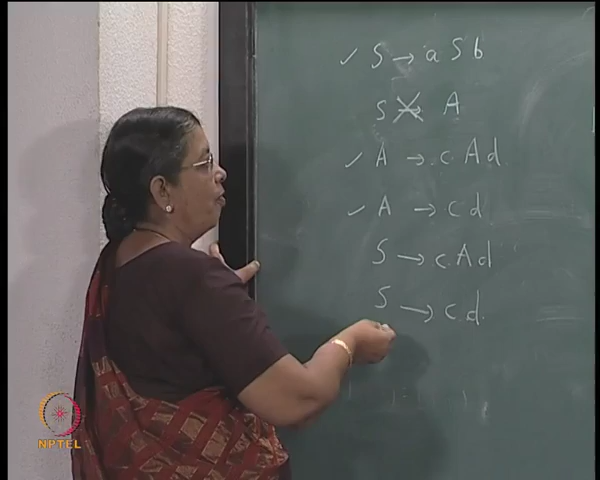 ✓ S → a S b
S → A
✓ A → c A d
✓ A → c d
S → c A d
S → c d
NPTEL